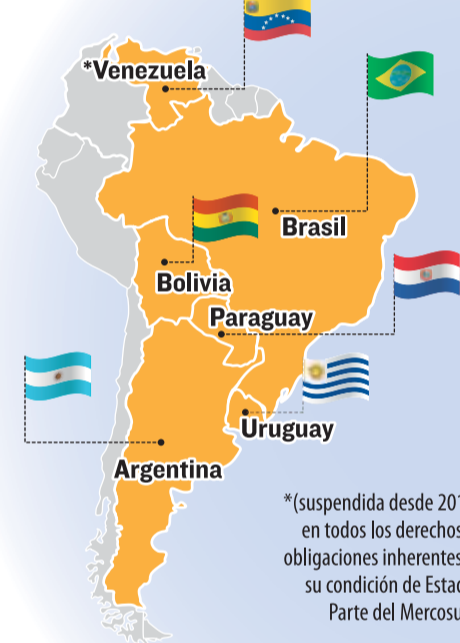 *Venezuela
Brasil
Bolivia
Paraguay
Uruguay
Argentina
*(suspendida desde
en todos los derechos
obligaciones inherentes
su condición de
Parte del